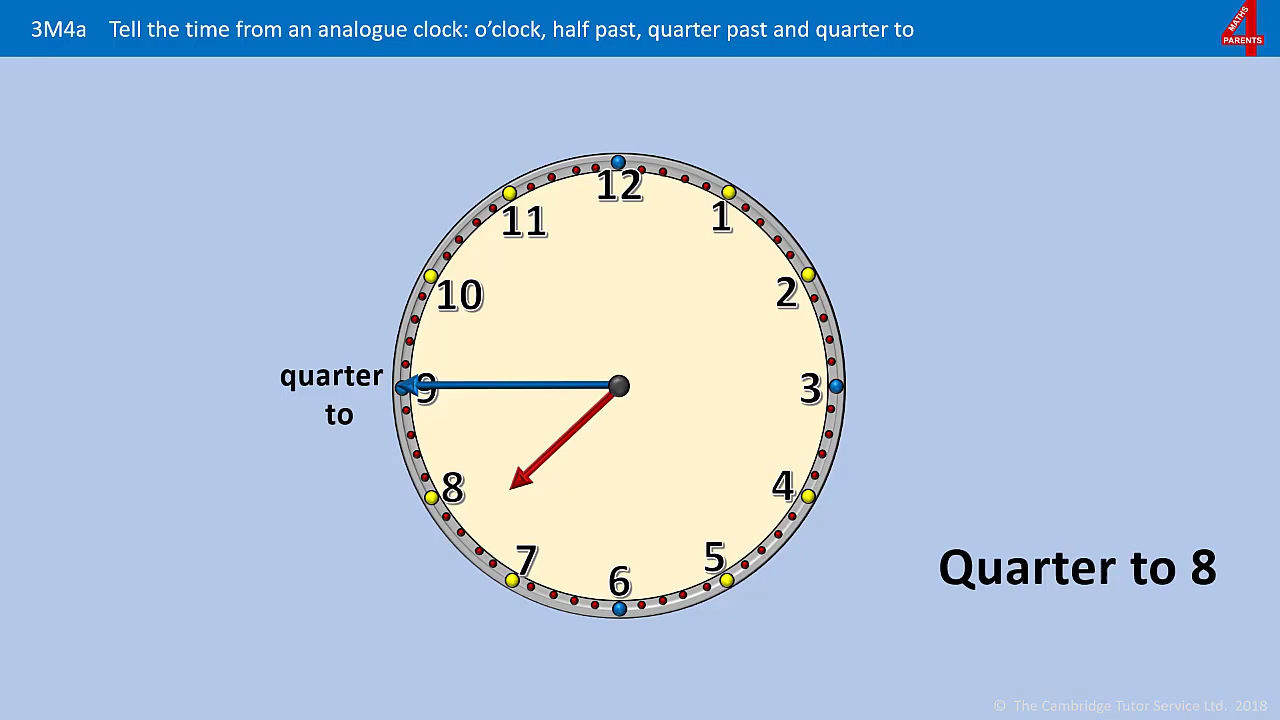 3M4a Tell the time from an analogue clock: o’clock, half past, quarter past and quarter to
MATHS
4
PARENTS
12
11
1
10
2
quarter
to
9
3
8
4
7
5
6
Quarter to 8
© The Cambridge Tutor Service Ltd. 2018